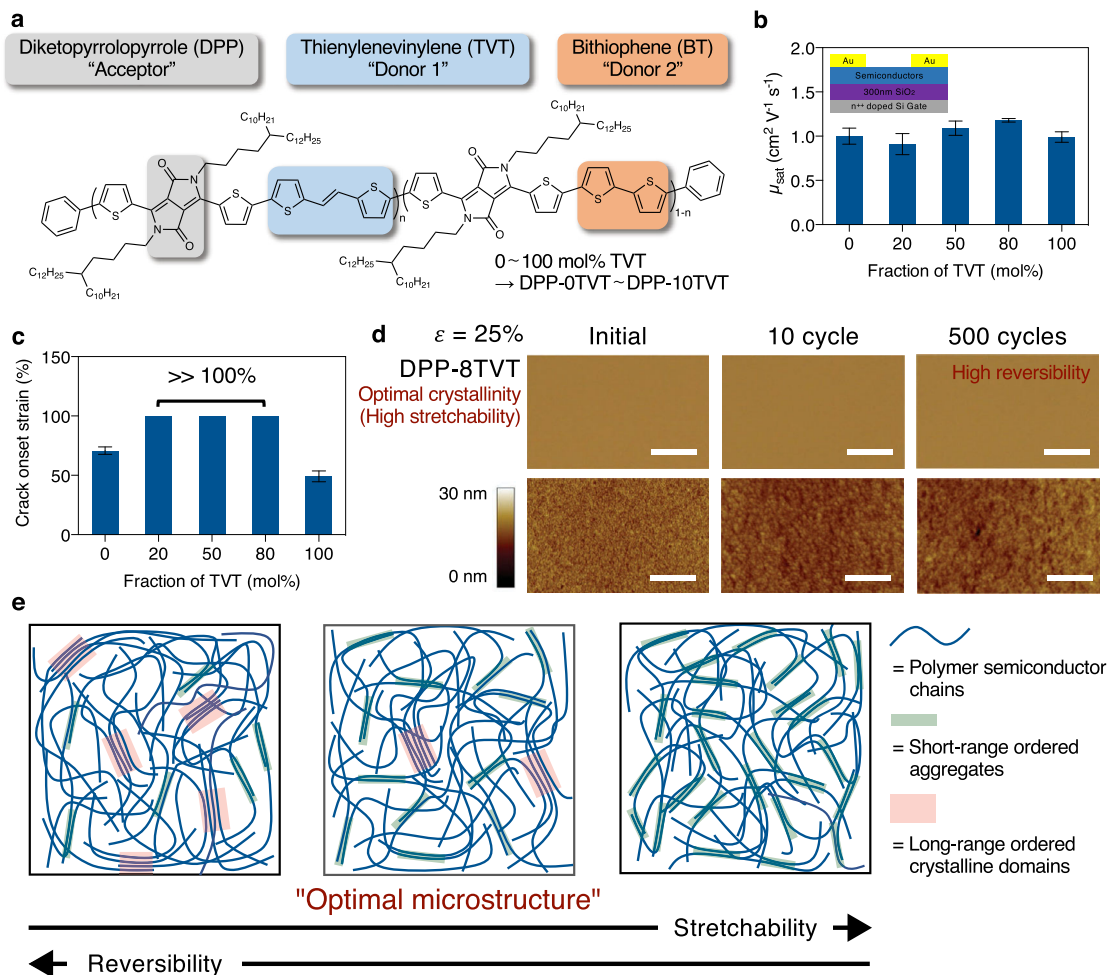 a
Diketopyrrolopyrrole (DPP)
"Acceptor"
Thienylenevinylene (TVT)
"Donor 1"
Bithiophene (BT)
"Donor 2"
C₁₀H₂₁
C₁₂H₂₅
O
N
S
S
S
S
N
O
n
C₁₂H₂₅
C₁₀H₂₁
C₁₀H₂₁
C₁₂H₂₅
O
N
S
S
S
S
N
O
1-n
C₁₂H₂₅
C₁₀H₂₁
0~100 mol% TVT
→ DPP-0TVT~DPP-10TVT
b
μsat (cm² V⁻¹ s⁻¹)
2.0
1.5
1.0
0.5
0.0
Au
Au
Semiconductors
300nm SiO₂
n⁺⁺ doped Si Gate
0 20 50 80 100
Fraction of TVT (mol%)
c
Crack onset strain (%)
150
100
50
0
>> 100%
0 20 50 80 100
Fraction of TVT (mol%)
d
ε = 25%
Initial
10 cycle
500 cycles
DPP-8TVT
Optimal crystallinity
(High stretchability)
High reversibility
30 nm
0 nm
e
= Polymer semiconductor
chains
= Short-range ordered
aggregates
= Long-range ordered
crystalline domains
"Optimal microstructure"
Stretchability
Reversibility